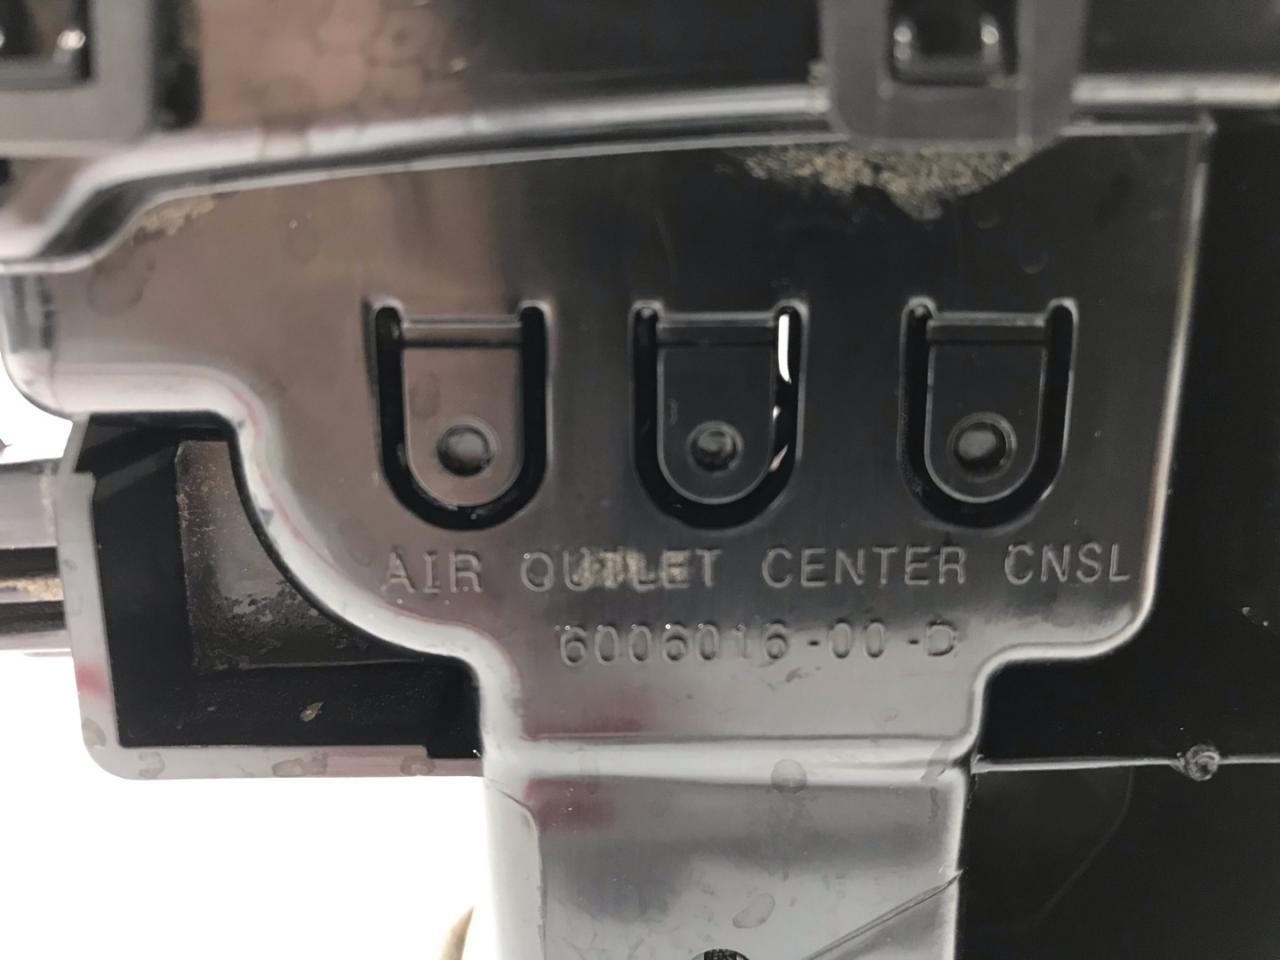 AIR OUTLET CENTER CNSL
6006016-00-D